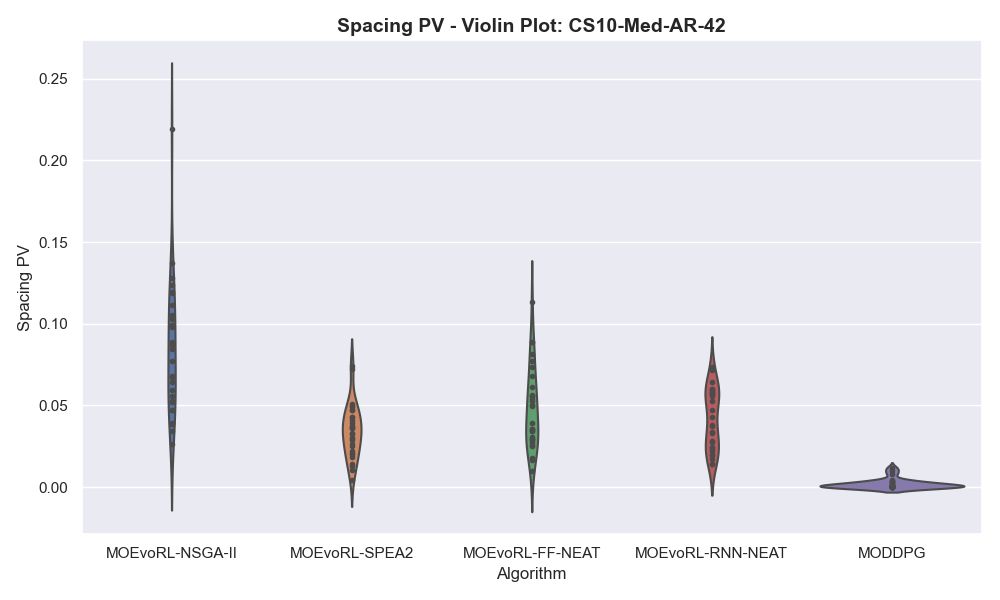 Spacing PV - Violin Plot: CS10-Med-AR-42
0.25
0.20
0.15
0.10
0.05
0.00
Spacing PV
MOEvoRL-NSGA-II MOEvoRL-SPEA2 MOEvoRL-FF-NEAT MOEvoRL-RNN-NEAT MODDPG
Algorithm